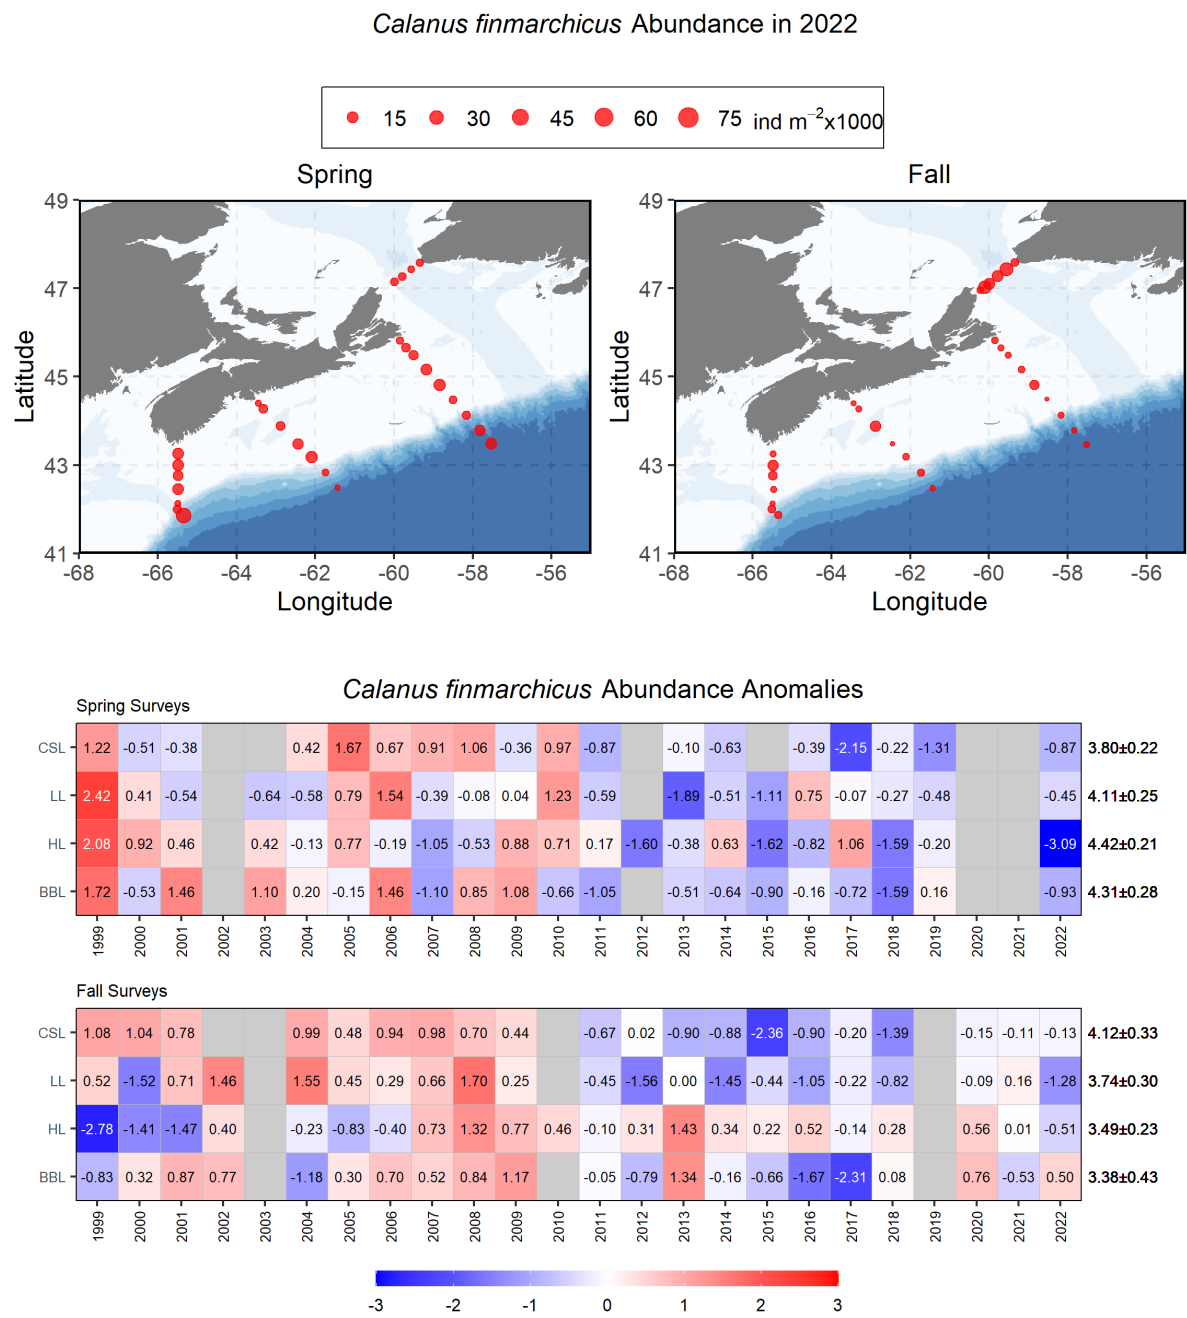 Calanus finmarchicus Abundance in 2022
15 30 45 60 75 ind m−2x1000
Spring Fall
49 49
47 47
45 45
43 43
41 41
Latitude Latitude
-68 -66 -64 -62 -60 -58 -56 -68 -66 -64 -62 -60 -58 -56
Longitude Longitude
Calanus finmarchicus Abundance Anomalies
Spring Surveys
CSL 1.22 -0.51 -0.38 0.42 1.67 0.67 0.91 1.06 -0.36 0.97 -0.87 -0.10 -0.63 -0.39 -2.15 -0.22 -1.31 -0.87 3.80±0.22
LL 2.42 0.41 -0.54 -0.64 -0.58 0.79 1.54 -0.39 -0.08 0.04 1.23 -0.59 -1.89 -0.51 -1.11 0.75 -0.07 -0.27 -0.48 -0.45 4.11±0.25
HL 2.08 0.92 0.46 0.42 -0.13 0.77 -0.19 -1.05 -0.53 0.88 0.71 0.17 -1.60 -0.38 0.63 -1.62 -0.82 1.06 -1.59 -0.20 -3.09 4.42±0.21
BBL 1.72 -0.53 1.46 1.10 0.20 -0.15 1.46 -1.10 0.85 1.08 -0.66 -1.05 -0.51 -0.64 -0.90 -0.16 -0.72 -1.59 0.16 -0.93 4.31±0.28
1999 2000 2001 2002 2003 2004 2005 2006 2007 2008 2009 2010 2011 2012 2013 2014 2015 2016 2017 2018 2019 2020 2021 2022
Fall Surveys
CSL 1.08 1.04 0.78 0.99 0.48 0.94 0.98 0.70 0.44 -0.67 0.02 -0.90 -0.88 -2.36 -0.90 -0.20 -1.39 -0.15 -0.11 -0.13 4.12±0.33
LL 0.52 -1.52 0.71 1.46 1.55 0.45 0.29 0.66 1.70 0.25 -0.45 -1.56 0.00 -1.45 -0.44 -1.05 -0.22 -0.82 -0.09 0.16 -1.28 3.74±0.30
HL -2.78 -1.41 -1.47 0.40 -0.23 -0.83 -0.40 0.73 1.32 0.77 0.46 -0.10 0.31 1.43 0.34 0.22 0.52 -0.14 0.28 0.56 0.01 -0.51 3.49±0.23
BBL -0.83 0.32 0.87 0.77 -1.18 0.30 0.70 0.52 0.84 1.17 -0.05 -0.79 1.34 -0.16 -0.66 -1.67 -2.31 0.08 0.76 -0.53 0.50 3.38±0.43
1999 2000 2001 2002 2003 2004 2005 2006 2007 2008 2009 2010 2011 2012 2013 2014 2015 2016 2017 2018 2019 2020 2021 2022
-3 -2 -1 0 1 2 3